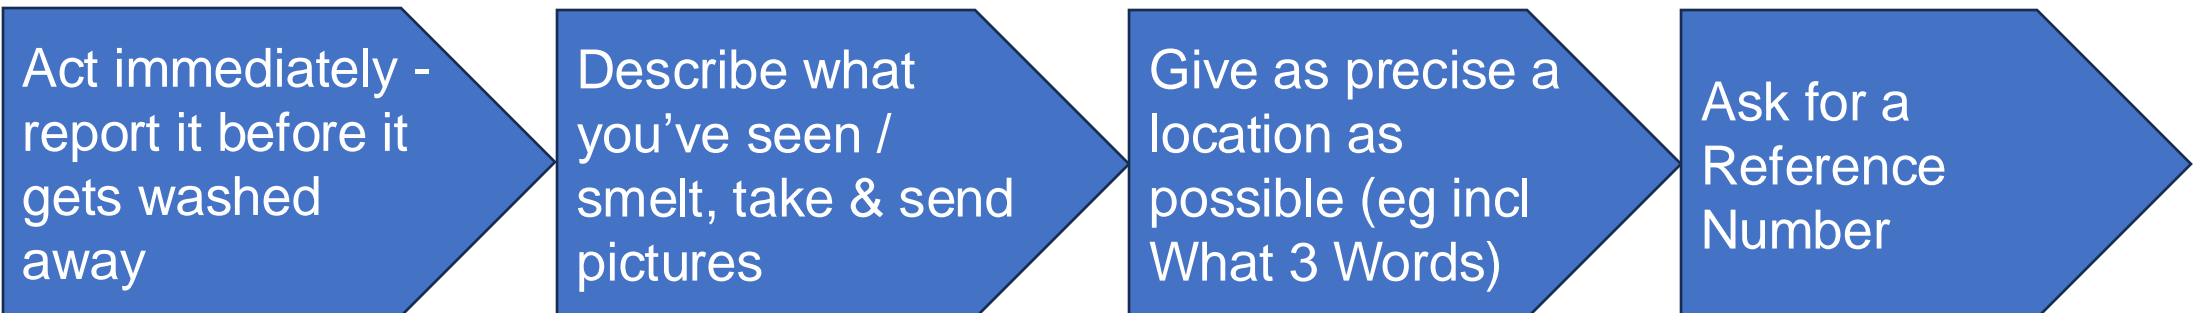 Act immediately -
report it before it
gets washed
away
Describe what
you’ve seen /
smelt, take & send
pictures
Give as precise a
location as
possible (eg incl
What 3 Words)
Ask for a
Reference
Number